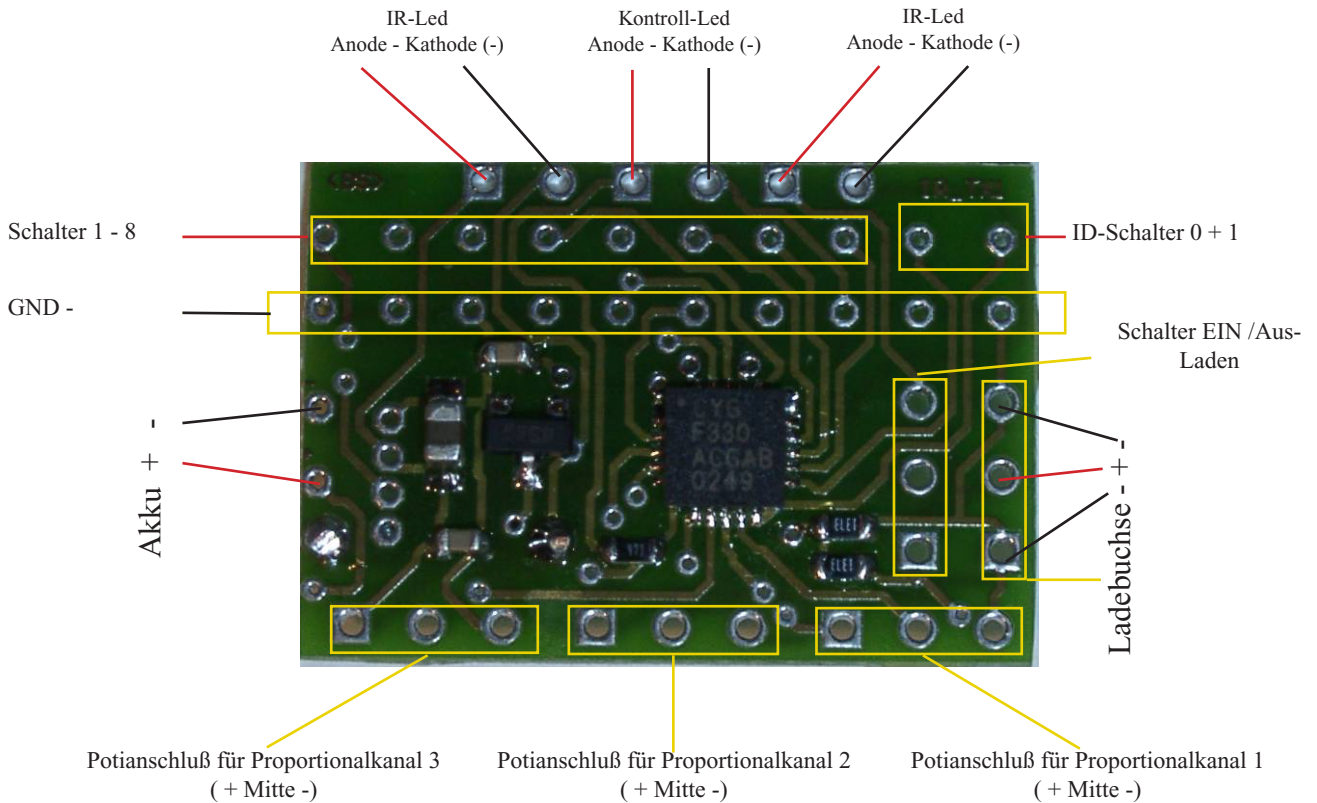 IR-Led
Anode - Kathode (-)
Kontroll-Led
Anode - Kathode (-)
IR-Led
Anode - Kathode (-)
Schalter 1 - 8
ID-Schalter 0 + 1
GND -
Schalter EIN /Aus-
Laden
Akku + -
CYG
F330
ACGAB
0249
Ladebuchse - + -
Potianschluß für Proportionalkanal 3
( + Mitte -)
Potianschluß für Proportionalkanal 2
( + Mitte -)
Potianschluß für Proportionalkanal 1
( + Mitte -)